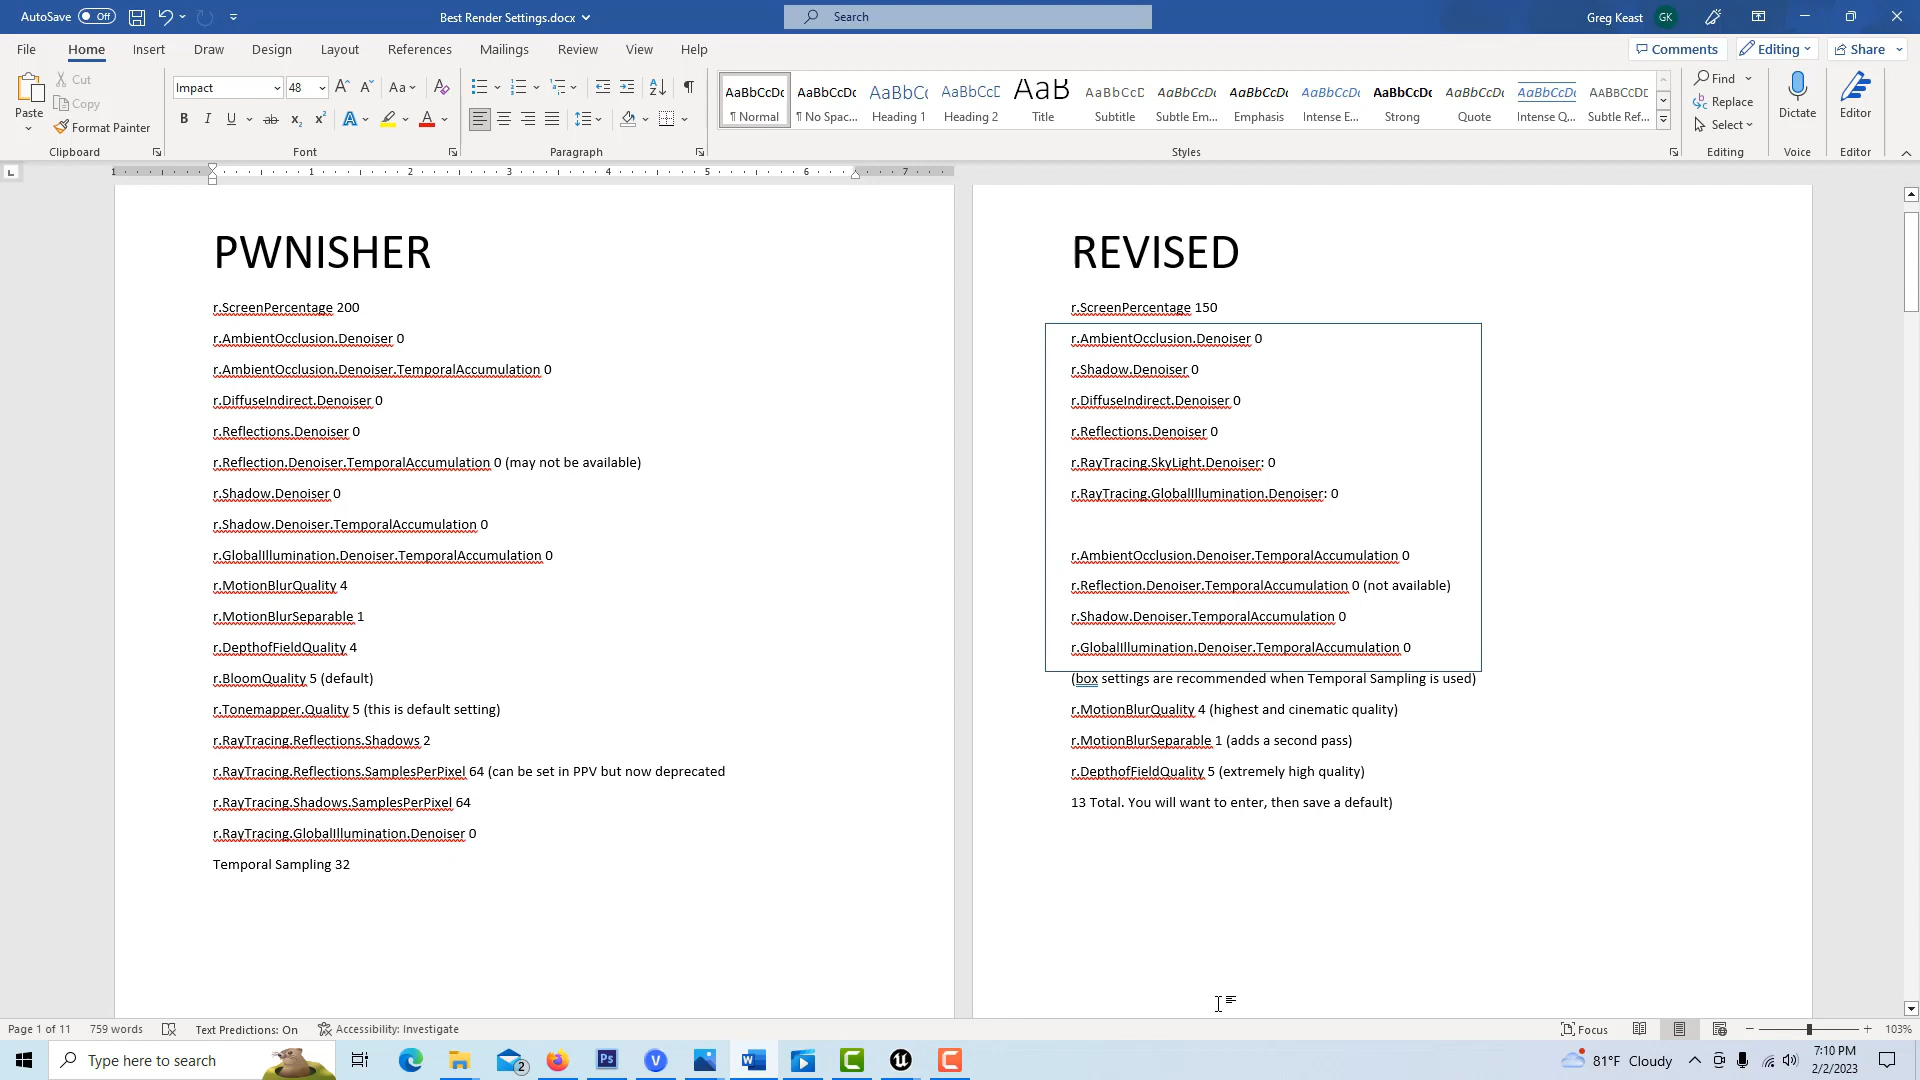 AutoSave Off
Best Render Settings.docx
Search
Greg Keast GK
File Home Insert Draw Design Layout References Mailings Review View Help
Comments Editing Share
Paste
Cut
Copy
Format Painter
Clipboard
Impact 48
Font
Paragraph
AaBbCcDc AaBbCcDc AaBbCc AaBbCcD AaB AaBbCcD AaBbCcDc AaBbCcDc AaBbCcDc AaBbCcDc AaBbCcDc AaBbCcDc AABBCCDC
¶ Normal ¶ No Spac... Heading 1 Heading 2 Title Subtitle Subtle Em... Emphasis Intense E... Strong Quote Intense Q... Subtle Ref...
Styles
Find
Replace
Select
Editing
Dictate
Voice
Editor
Editor
1 1 2 3 4 5 6 7
PWNISHER
r.ScreenPercentage 200
r.AmbientOcclusion.Denoiser 0
r.AmbientOcclusion.Denoiser.TemporalAccumulation 0
r.DiffuseIndirect.Denoiser 0
r.Reflections.Denoiser 0
r.Reflection.Denoiser.TemporalAccumulation 0 (may not be available)
r.Shadow.Denoiser 0
r.Shadow.Denoiser.TemporalAccumulation 0
r.GlobalIllumination.Denoiser.TemporalAccumulation 0
r.MotionBlurQuality 4
r.MotionBlurSeparable 1
r.DepthofFieldQuality 4
r.BloomQuality 5 (default)
r.Tonemapper.Quality 5 (this is default setting)
r.RayTracing.Reflections.Shadows 2
r.RayTracing.Reflections.SamplesPerPixel 64 (can be set in PPV but now deprecated
r.RayTracing.Shadows.SamplesPerPixel 64
r.RayTracing.GlobalIllumination.Denoiser 0
Temporal Sampling 32
REVISED
r.ScreenPercentage 150
r.AmbientOcclusion.Denoiser 0
r.Shadow.Denoiser 0
r.DiffuseIndirect.Denoiser 0
r.Reflections.Denoiser 0
r.RayTracing.SkyLight.Denoiser: 0
r.RayTracing.GlobalIllumination.Denoiser: 0
r.AmbientOcclusion.Denoiser.TemporalAccumulation 0
r.Reflection.Denoiser.TemporalAccumulation 0 (not available)
r.Shadow.Denoiser.TemporalAccumulation 0
r.GlobalIllumination.Denoiser.TemporalAccumulation 0
(box settings are recommended when Temporal Sampling is used)
r.MotionBlurQuality 4 (highest and cinematic quality)
r.MotionBlurSeparable 1 (adds a second pass)
r.DepthofFieldQuality 5 (extremely high quality)
13 Total. You will want to enter, then save a default)
Page 1 of 11 759 words Text Predictions: On Accessibility: Investigate
Focus 103%
Type here to search
2
Ps
81°F Cloudy
7:10 PM
2/2/2023